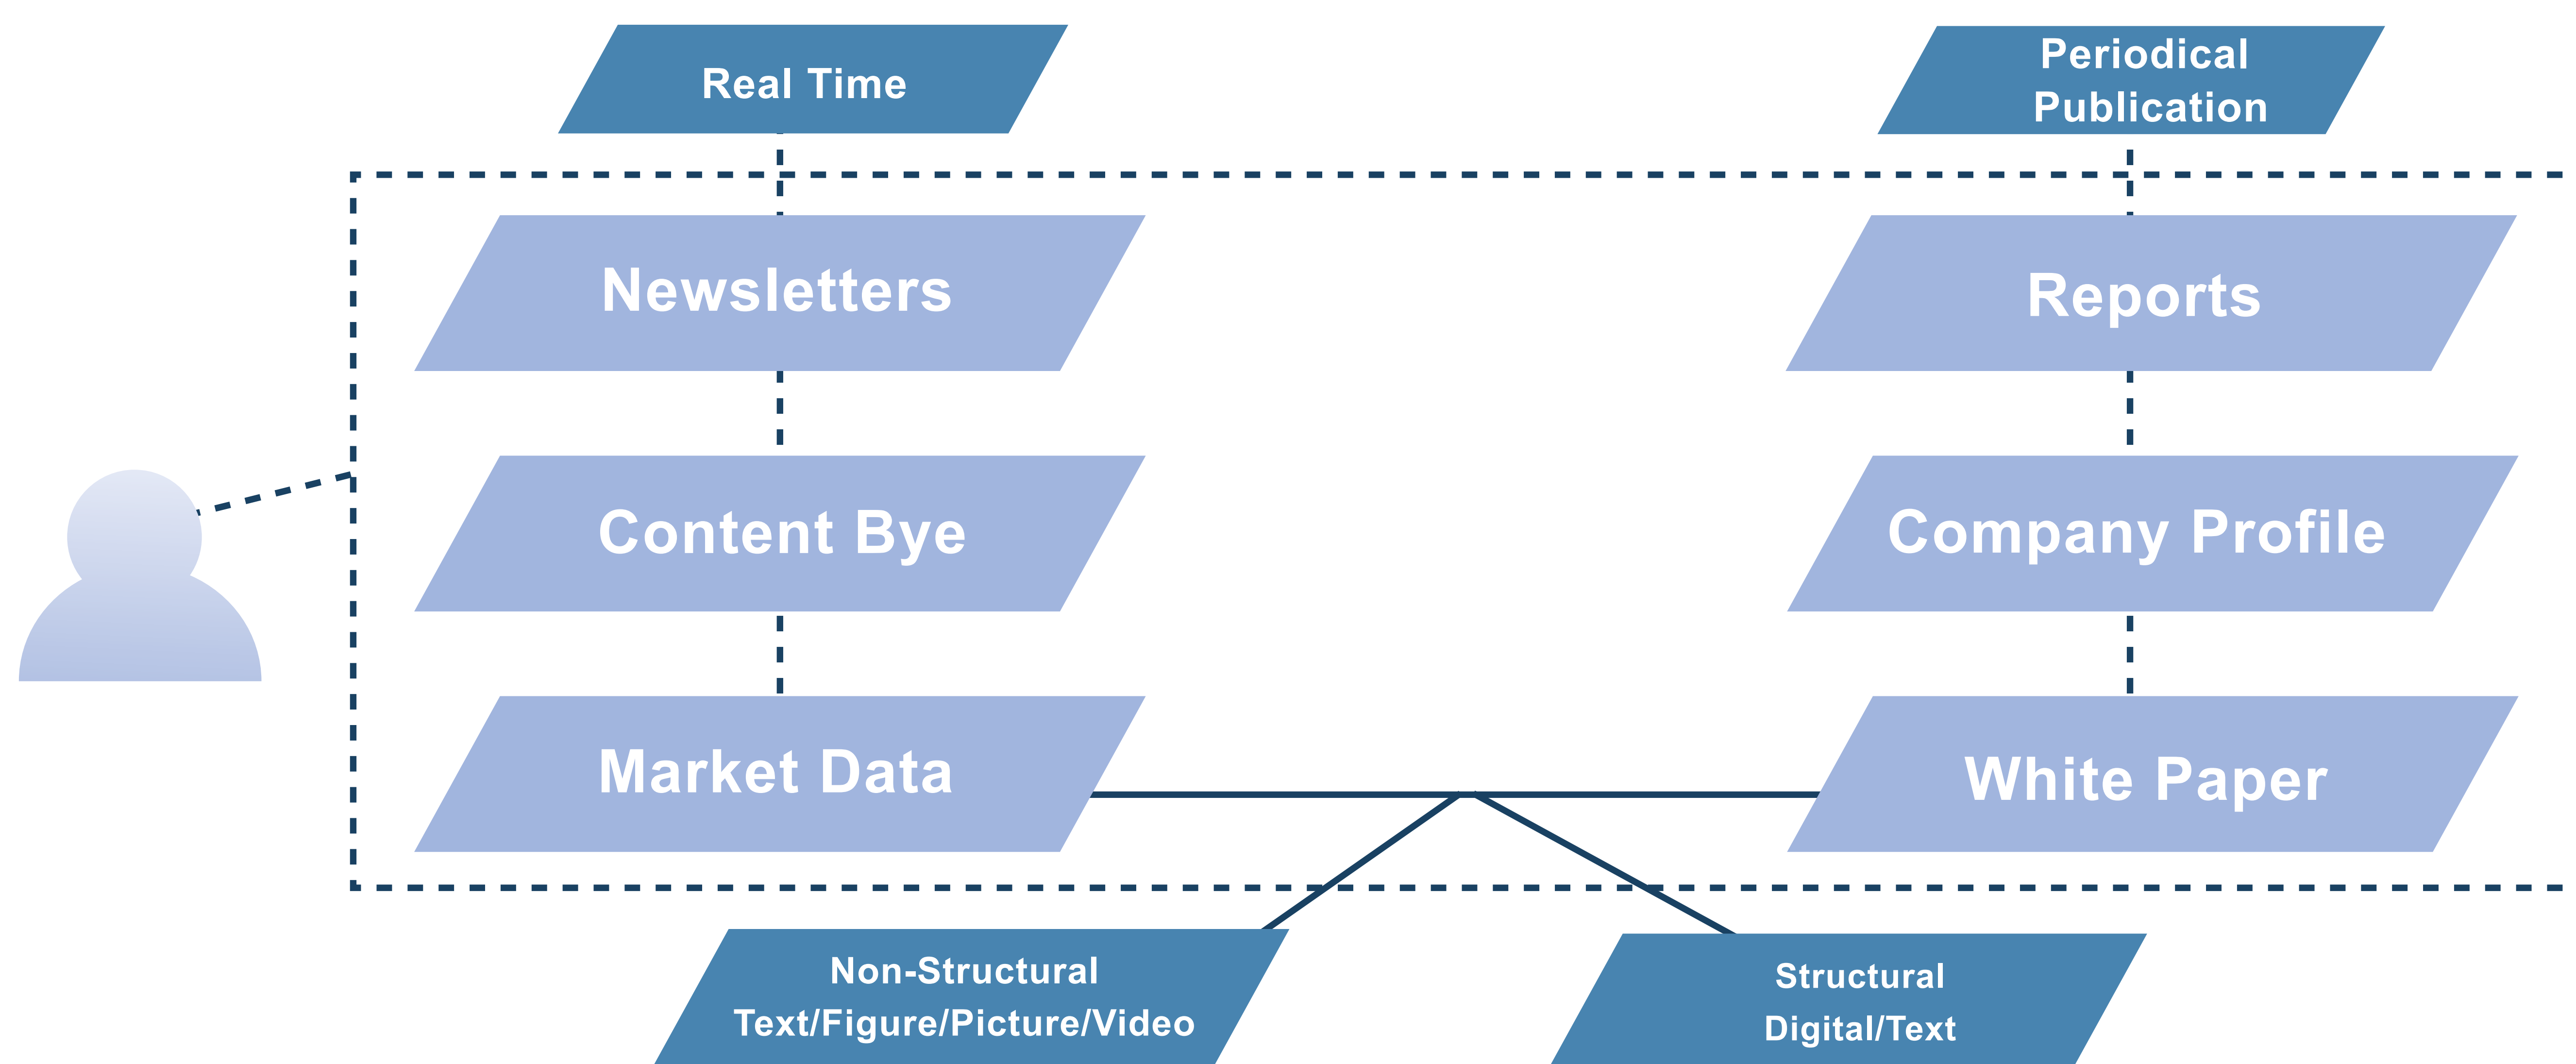 Real Time
Periodical
Publication
Newsletters
Reports
Content Bye
Company Profile
Market Data
White Paper
Non-Structural
Text/Figure/Picture/Video
Structural
Digital/Text